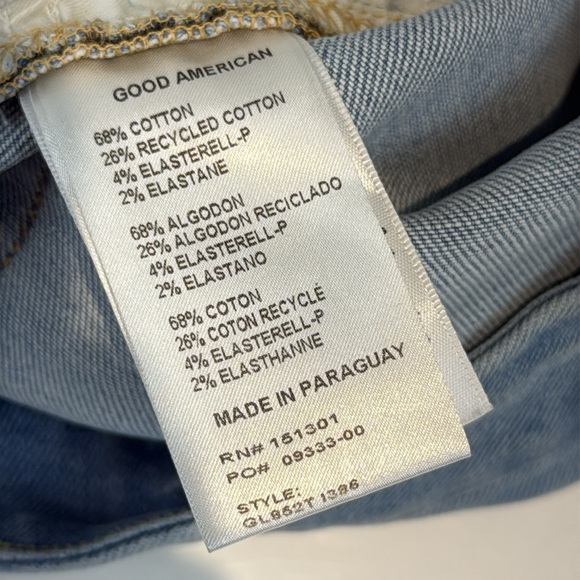 GOOD AMERICAN
68% COTTON
26% RECYCLED COTTON
4% ELASTERELL-P
2% ELASTANE
68% ALGODON
26% ALGODON RECICLADO
4% ELASTERELL-P
2% ELASTANO
68% COTON
26% COTON RECYCLÉ
4% ELASTERELL-P
2% ELASTHANNE
MADE IN PARAGUAY
RN# 151301
PO# 09333-00
STYLE:
GL852T 1386